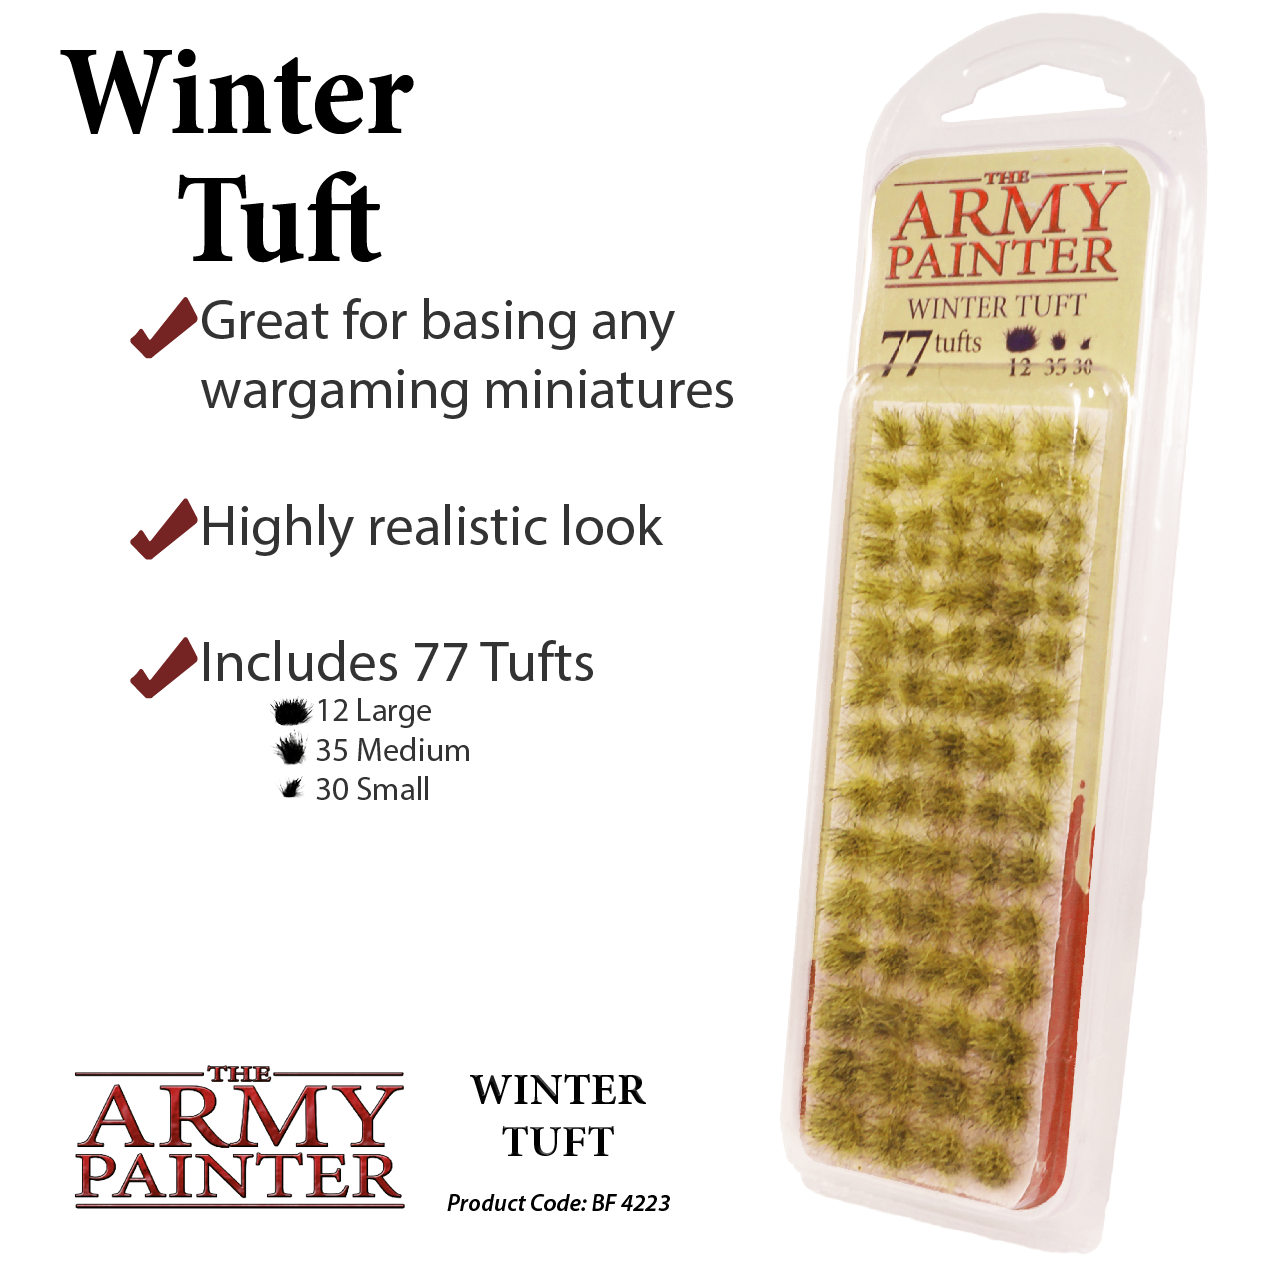 Winter
Tuft
Great for basing any
wargaming miniatures
Highly realistic look
Includes 77 Tufts
12 Large
35 Medium
30 Small
THE
ARMY
PAINTER
WINTER TUFT
77 tufts
12 35 30
THE
ARMY
PAINTER
WINTER
TUFT
Product Code: BF 4223